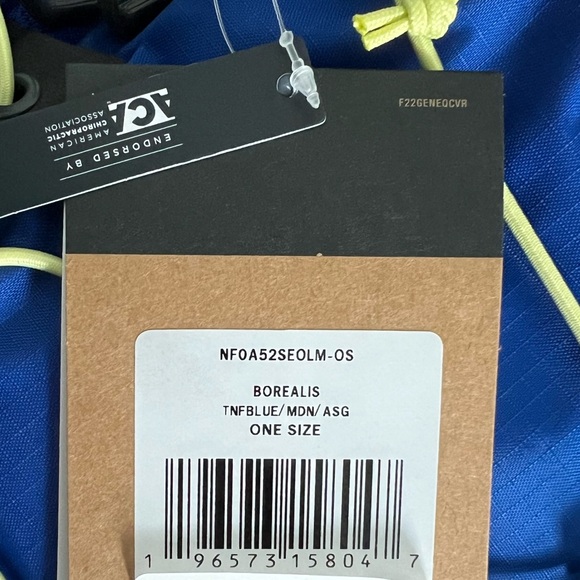 F22GENEQCVR
ENDORSED BY
ACA
AMERICAN
CHIROPRACTIC
ASSOCIATION
NF0A52SEOLM-OS
BOREALIS
TNFBLUE/MDN/ASG
ONE SIZE
1 96573 15804 7